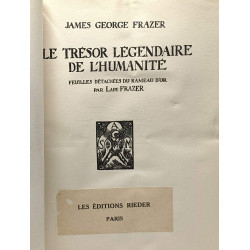 JAMES GEORGE FRAZER
LE TRÉSOR LÉGENDAIRE
DE L'HUMANITÉ
FEUILLES DÉTACHÉES DU RAMEAU D'OR
PAR LADY FRAZER
LES ÉDITIONS RIEDER
PARIS